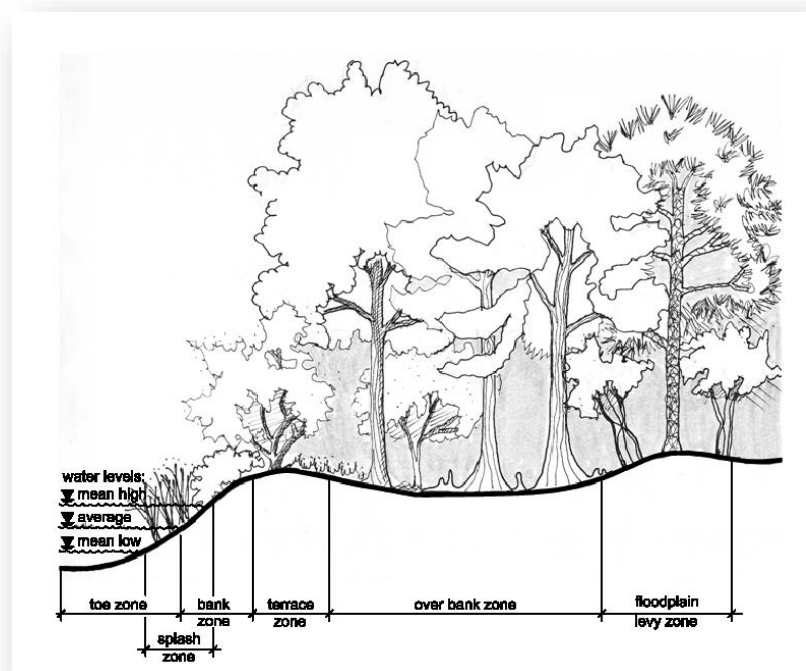 water levels:
mean high
average
mean low
toe zone
bank
zone
terrace
zone
over bank zone
floodplain
levy zone
splash
zone